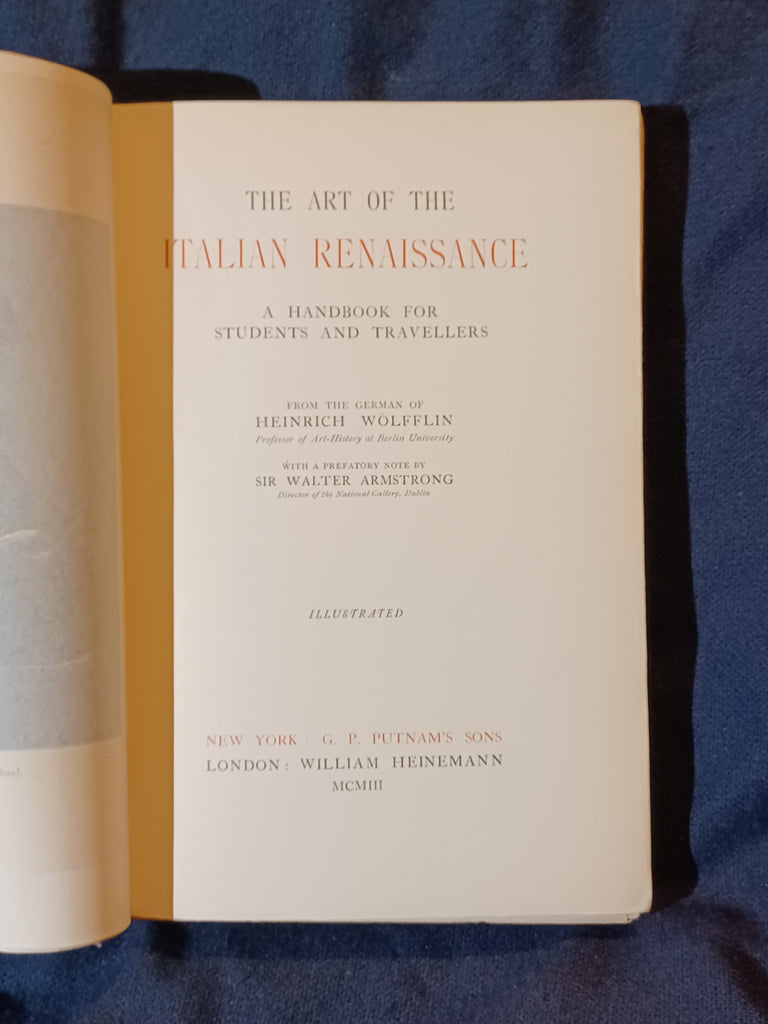 THE ART OF THE
ITALIAN RENAISSANCE
A HANDBOOK FOR
STUDENTS AND TRAVELLERS
FROM THE GERMAN OF
HEINRICH WÖLFFLIN
Professor of Art-History at Berlin University
WITH A PREFATORY NOTE BY
SIR WALTER ARMSTRONG
Director of the National Gallery, Dublin
ILLUSTRATED
NEW YORK : G. P. PUTNAM'S SONS
LONDON : WILLIAM HEINEMANN
MCMIII